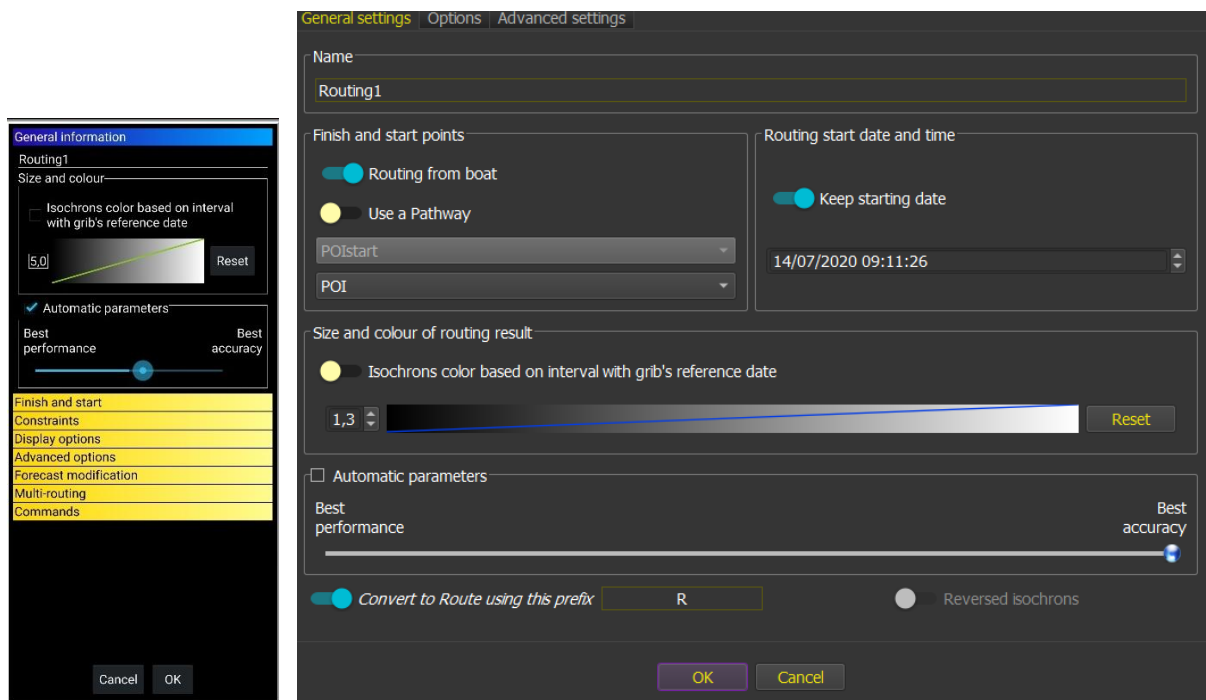 General information
Routing1
Size and colour
Isochrons color based on interval
with grib's reference date
5,0
Reset
Automatic parameters
Best
performance
Best
accuracy
Finish and start
Constraints
Display options
Advanced options
Forecast modification
Multi-routing
Commands
Cancel OK
General settings Options Advanced settings
Name
Routing1
Finish and start points
Routing from boat
Use a Pathway
POIstart
POI
Routing start date and time
Keep starting date
14/07/2020 09:11:26
Size and colour of routing result
Isochrons color based on interval with grib's reference date
1,3
Reset
Automatic parameters
Best
performance
Best
accuracy
Convert to Route using this prefix R Reversed isochrons
OK Cancel